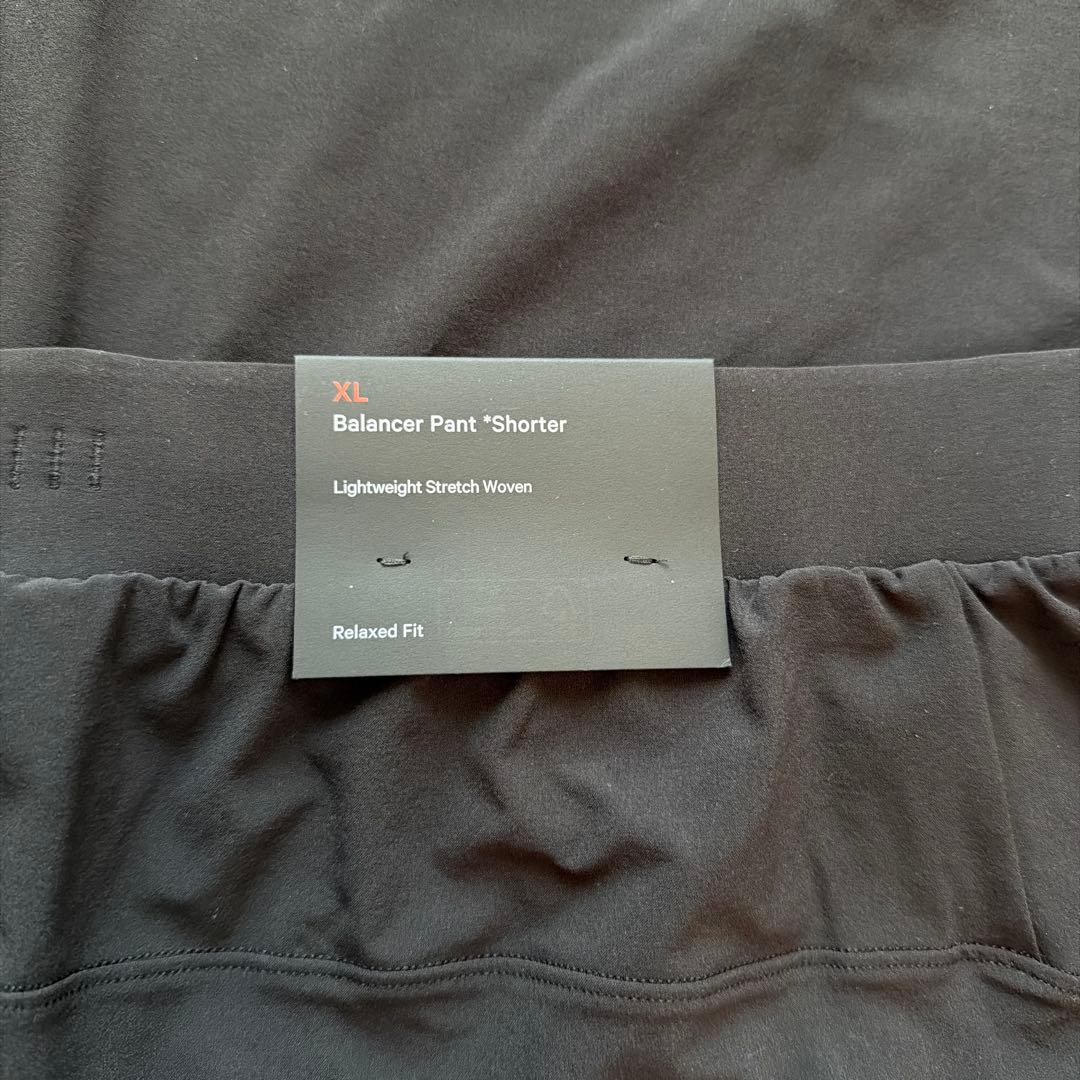 XL
Balancer Pant *Shorter
Lightweight Stretch Woven
Relaxed Fit